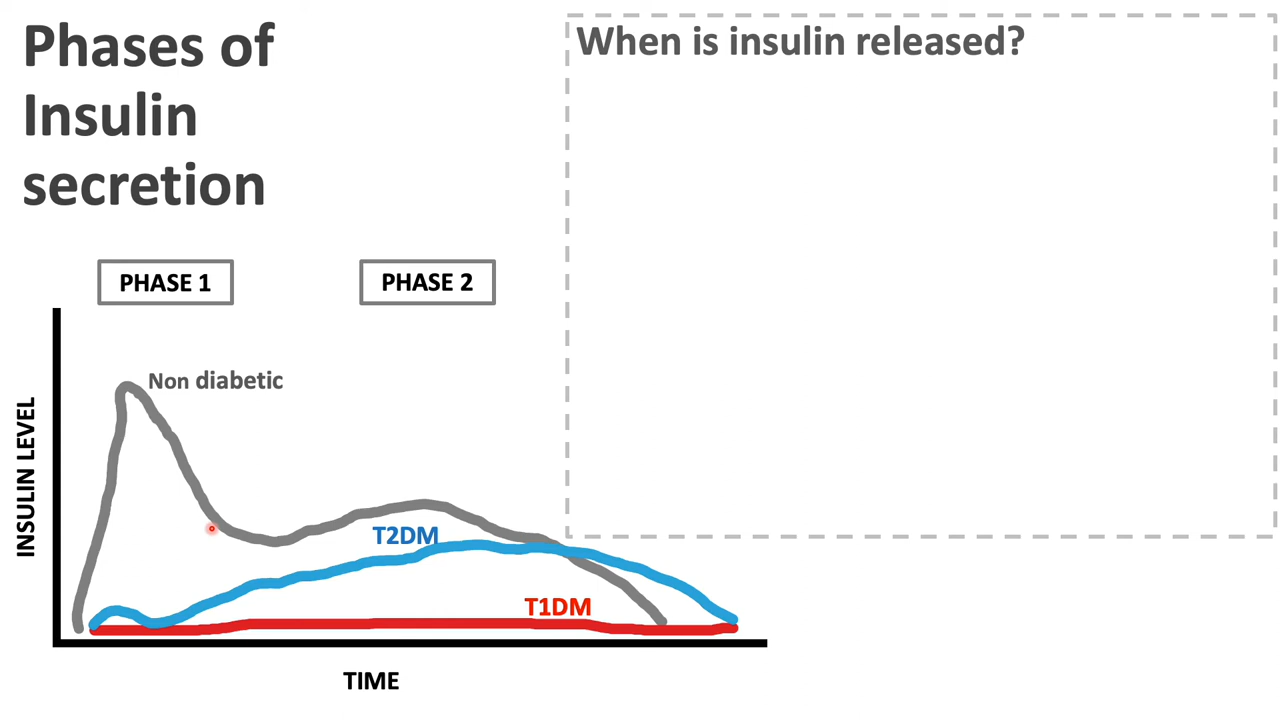 Phases of
Insulin
secretion
When is insulin released?
PHASE 1
PHASE 2
Non diabetic
INSULIN LEVEL
T2DM
T1DM
TIME